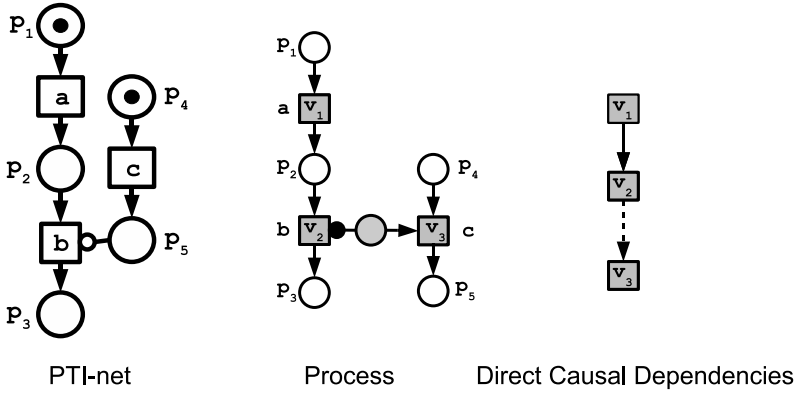 p₁
a
p₄
p₂
c
b
p₅
p₃
PTI-net
p₁
a v₁
p₂
p₄
b v₂
v₃ c
p₃
p₅
Process
v₁
v₂
v₃
Direct Causal Dependencies